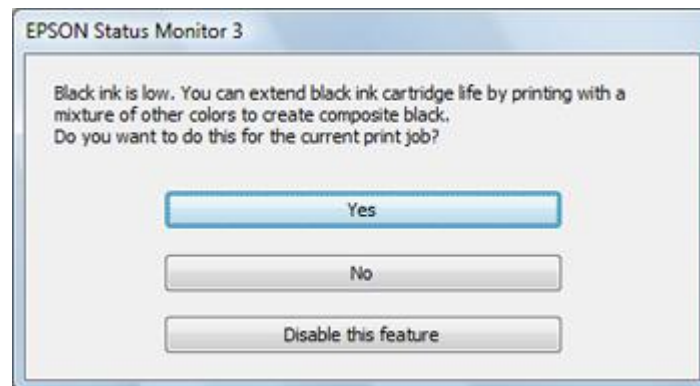 EPSON Status Monitor 3
Black ink is low. You can extend black ink cartridge life by printing with a
mixture of other colors to create composite black.
Do you want to do this for the current print job?
Yes
No
Disable this feature